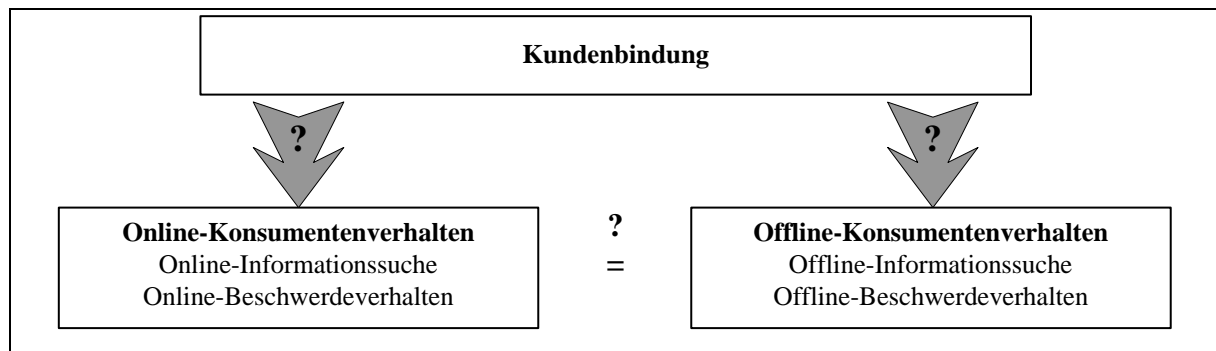 Kundenbindung
? ?
Online-Konsumentenverhalten
Online-Informationssuche
Online-Beschwerdeverhalten
?
=
Offline-Konsumentenverhalten
Offline-Informationssuche
Offline-Beschwerdeverhalten